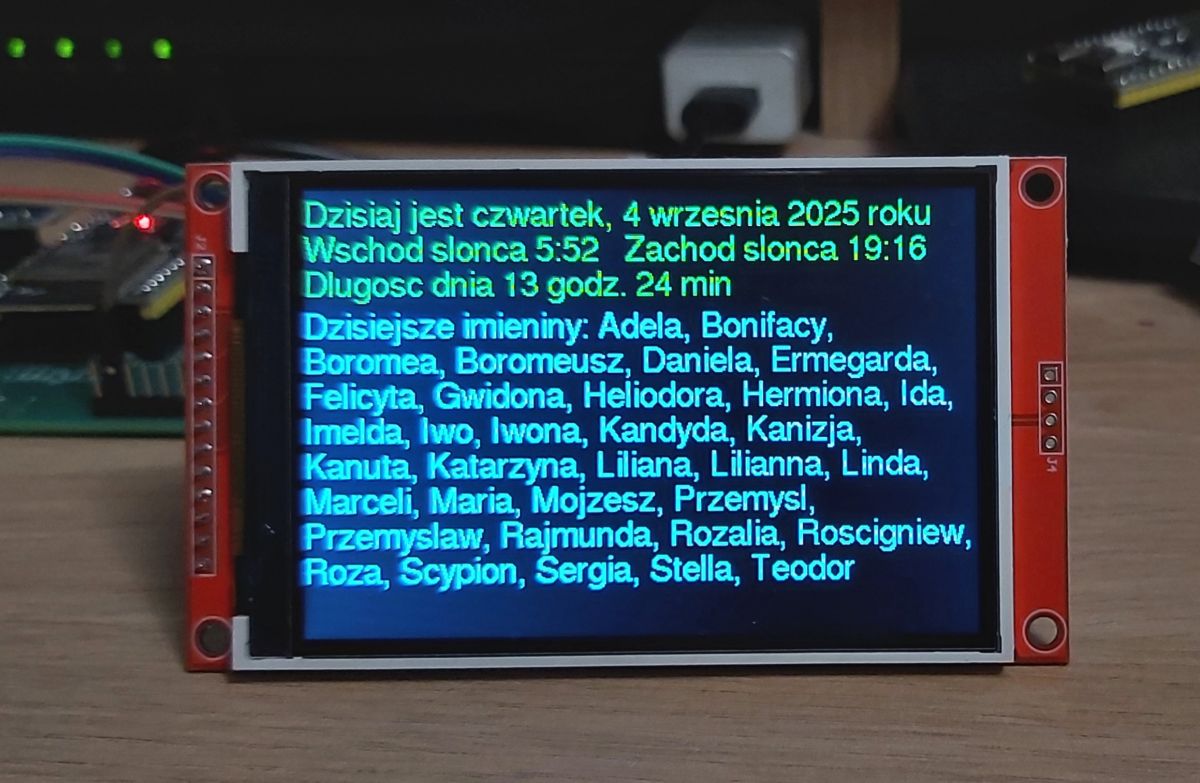 Dzisiaj jest czwartek, 4 wrzesnia 2025 roku
Wschod slonca 5:52 Zachod slonca 19:16
Dlugosc dnia 13 godz. 24 min
Dzisiejsze imieniny: Adela, Bonifacy,
Boromea, Boromeusz, Daniela, Ermegarda,
Felicyta, Gwidona, Heliodora, Hermiona, Ida,
Imelda, Iwo, Iwona, Kandyda, Kanizja,
Kanuta, Katarzyna, Liliana, Lilianna, Linda,
Marceli, Maria, Mojzesz, Przemysl,
Przemyslaw, Rajmunda, Rozalia, Roscigniew,
Roza, Scypion, Sergia, Stella, Teodor
J2
J4